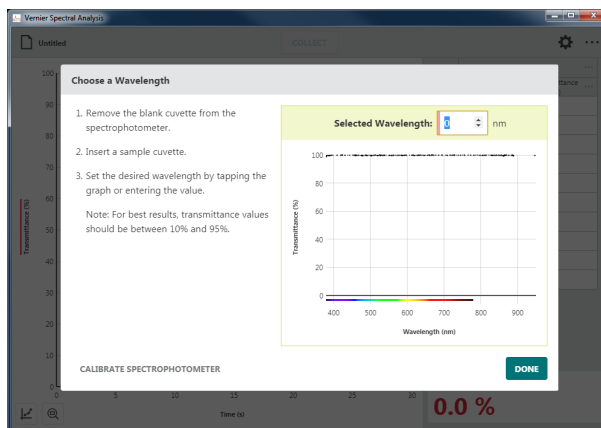 Vernier Spectral Analysis
Untitled
COLLECT
Choose a Wavelength
1. Remove the blank cuvette from the
spectrophotometer.
2. Insert a sample cuvette.
3. Set the desired wavelength by tapping the
graph or entering the value.
Note: For best results, transmittance values
should be between 10% and 95%.
Selected Wavelength: 0 nm
100
80
60
40
20
0
Transmittance (%)
400 500 600 700 800 900
Wavelength (nm)
CALIBRATE SPECTROPHOTOMETER
DONE
100
90
80
70
60
50
40
30
20
10
0
Transmittance (%)
0 5 10 15 20 25 30
Time (s)
0.0 %